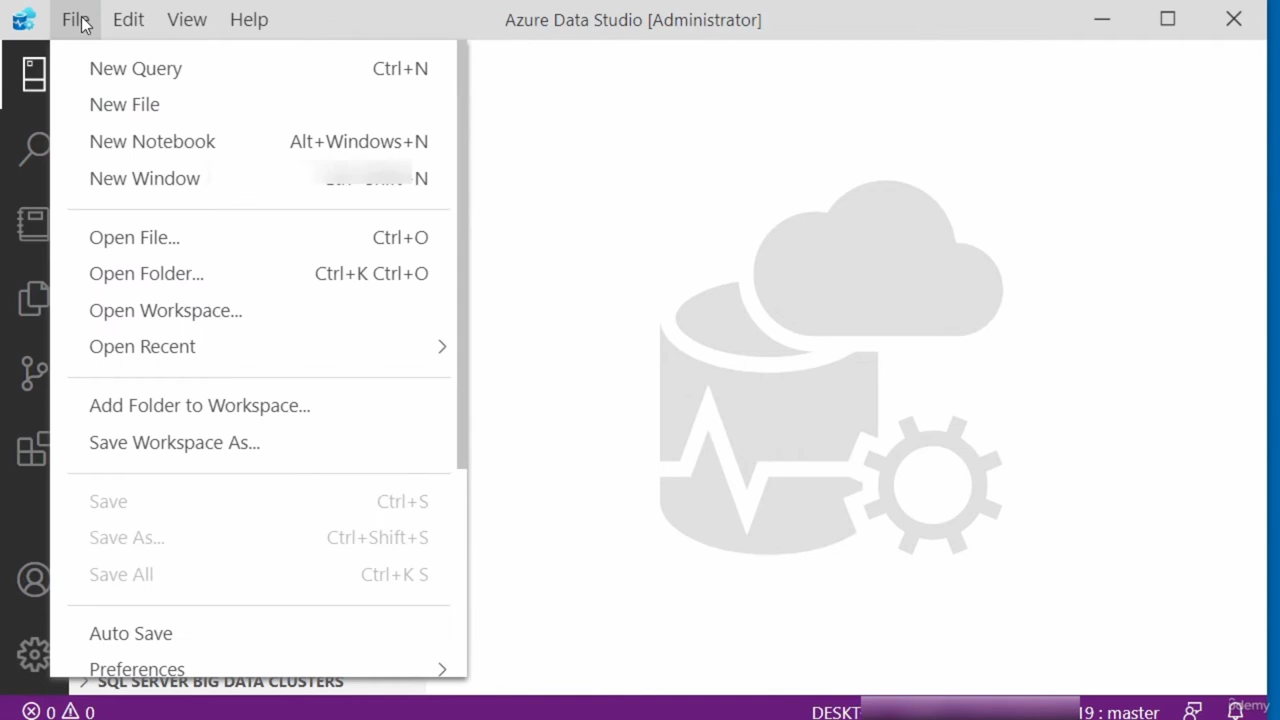 File Edit View Help Azure Data Studio [Administrator]
New Query Ctrl+N
New File
New Notebook Alt+Windows+N
New Window Ctrl+Shift+N
Open File... Ctrl+O
Open Folder... Ctrl+K Ctrl+O
Open Workspace...
Open Recent
Add Folder to Workspace...
Save Workspace As...
Save Ctrl+S
Save As... Ctrl+Shift+S
Save All Ctrl+K S
Auto Save
Preferences
SQL SERVER BIG DATA CLUSTERS
0 0 DESKT 19 : master
ûdemy